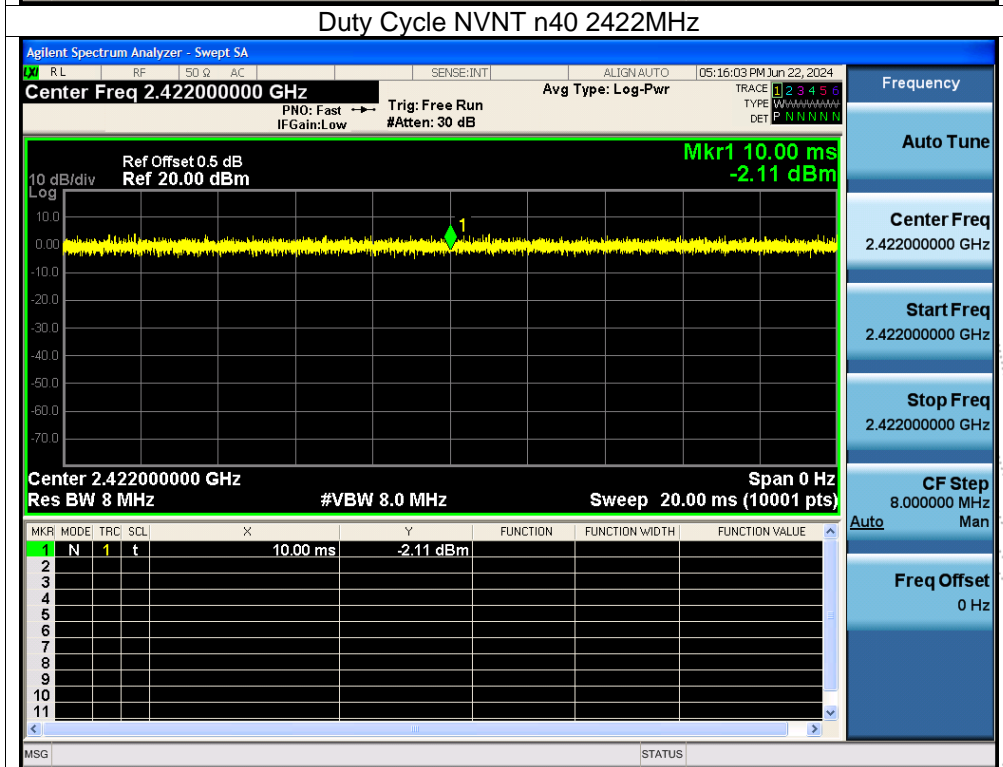 Duty Cycle NVNT n40 2422MHz
Agilent Spectrum Analyzer - Swept SA
LXI RL RF 50 Ω AC SENSE:INT ALIGN AUTO 05:16:03 PM Jun 22, 2024
Center Freq 2.422000000 GHz
PNO: Fast
IFGain:Low
Trig: Free Run
#Atten: 30 dB
Avg Type: Log-Pwr
TRACE 1 2 3 4 5 6
TYPE W
DET P N N N N N
Ref Offset 0.5 dB
10 dB/div Ref 20.00 dBm
Log
Mkr1 10.00 ms
-2.11 dBm
10.0
0.00
-10.0
-20.0
-30.0
-40.0
-50.0
-60.0
-70.0
1
Center 2.422000000 GHz Span 0 Hz
Res BW 8 MHz #VBW 8.0 MHz Sweep 20.00 ms (10001 pts)
MKR MODE TRC SCL X Y FUNCTION FUNCTION WIDTH FUNCTION VALUE
1 N 1 t 10.00 ms -2.11 dBm
2
3
4
5
6
7
8
9
10
11
MSG STATUS
Frequency
Auto Tune
Center Freq
2.422000000 GHz
Start Freq
2.422000000 GHz
Stop Freq
2.422000000 GHz
CF Step
8.000000 MHz
Auto Man
Freq Offset
0 Hz